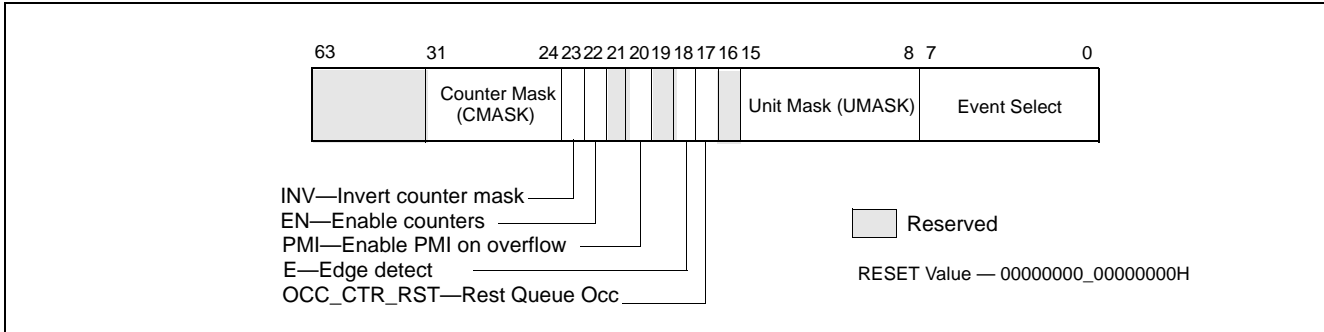 63 31 24 23 22 21 20 19 18 17 16 15 8 7 0
Counter Mask
(CMASK)
Unit Mask (UMASK)
Event Select
INV—Invert counter mask
EN—Enable counters
PMI—Enable PMI on overflow
E—Edge detect
OCC_CTR_RST—Rest Queue Occ
Reserved
RESET Value — 00000000_00000000H